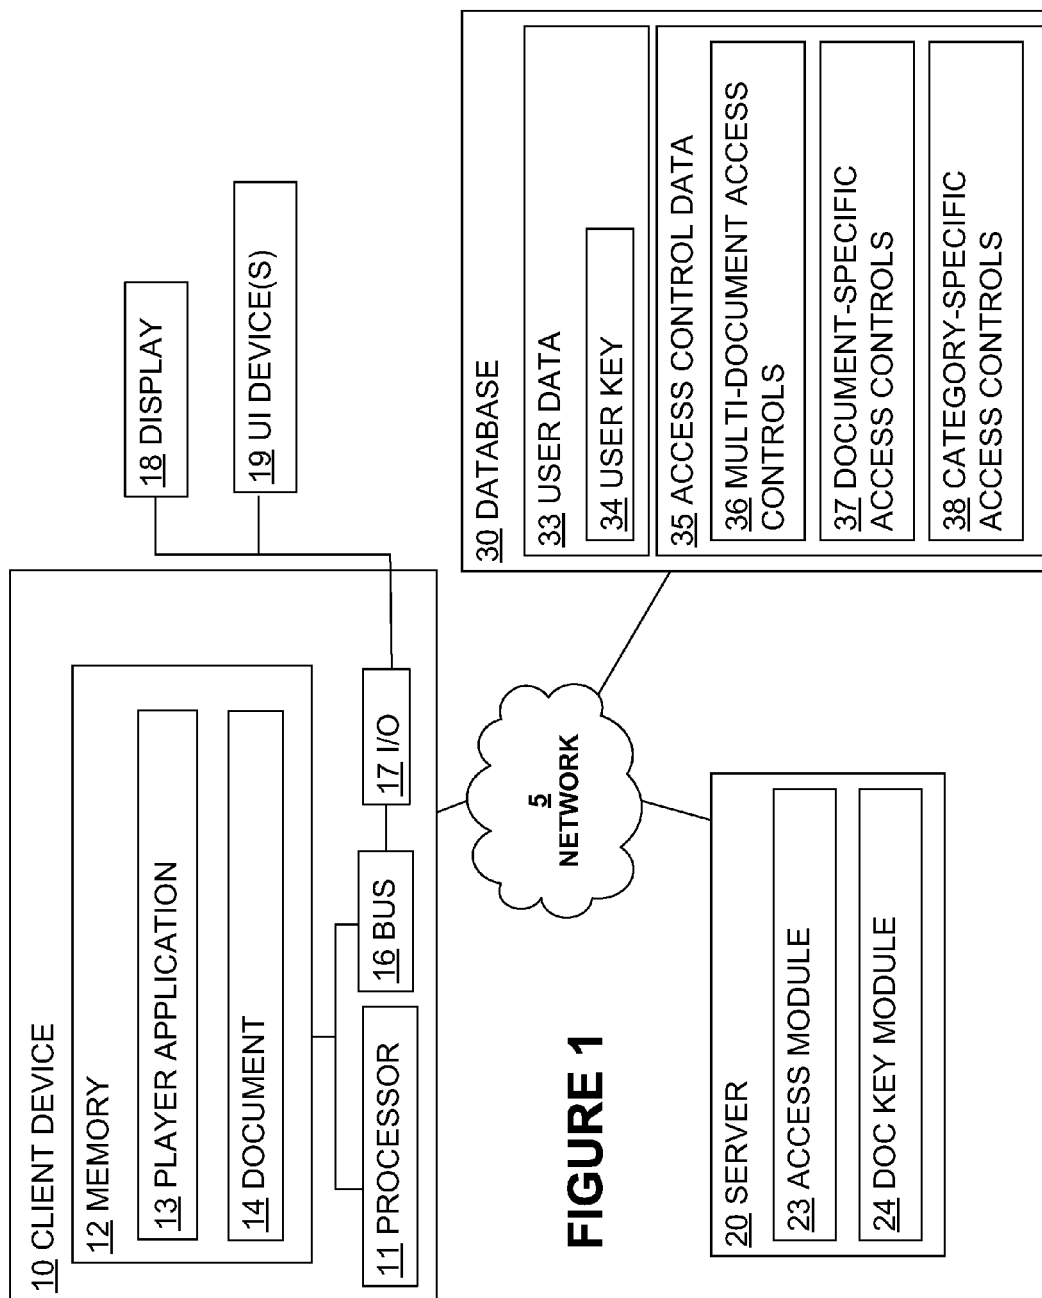 10 CLIENT DEVICE
12 MEMORY
13 PLAYER APPLICATION
14 DOCUMENT
11 PROCESSOR
16 BUS
17 I/O
18 DISPLAY
19 UI DEVICE(S)
5
NETWORK
FIGURE 1
20 SERVER
23 ACCESS MODULE
24 DOC KEY MODULE
30 DATABASE
33 USER DATA
34 USER KEY
35 ACCESS CONTROL DATA
36 MULTI-DOCUMENT ACCESS
CONTROLS
37 DOCUMENT-SPECIFIC
ACCESS CONTROLS
38 CATEGORY-SPECIFIC
ACCESS CONTROLS